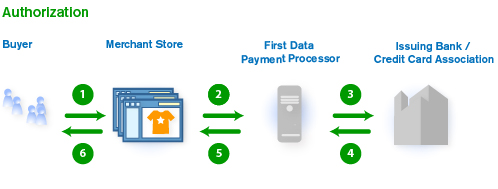 Authorization
Buyer
Merchant Store
First Data
Payment Processor
Issuing Bank /
Credit Card Association
1
2
3
6
5
4